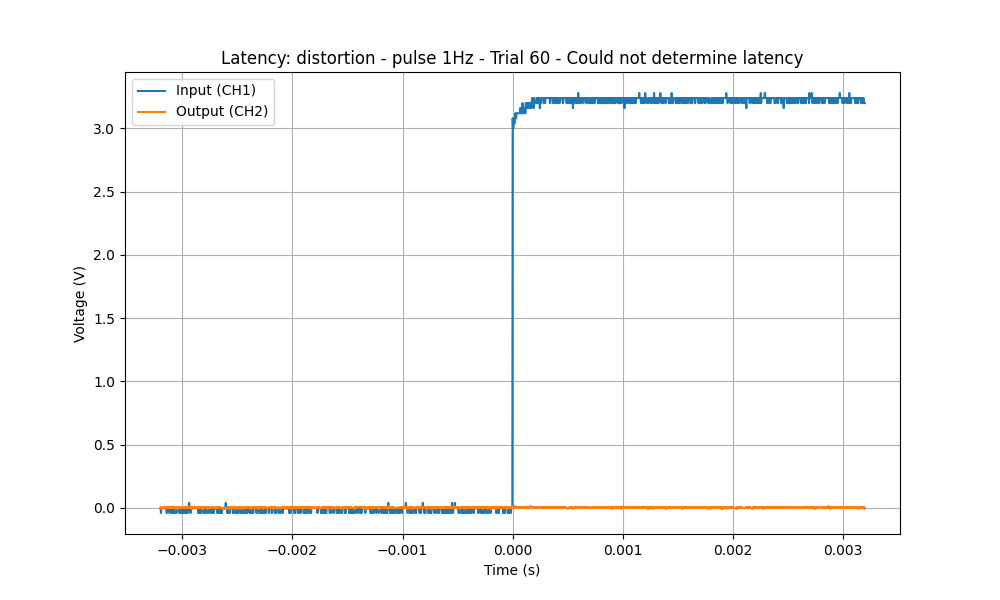 Latency: distortion - pulse 1Hz - Trial 60 - Could not determine latency
Input (CH1)
Output (CH2)
3.0
2.5
2.0
1.5
1.0
0.5
0.0
Voltage (V)
−0.003
−0.002
−0.001
0.000
0.001
0.002
0.003
Time (s)